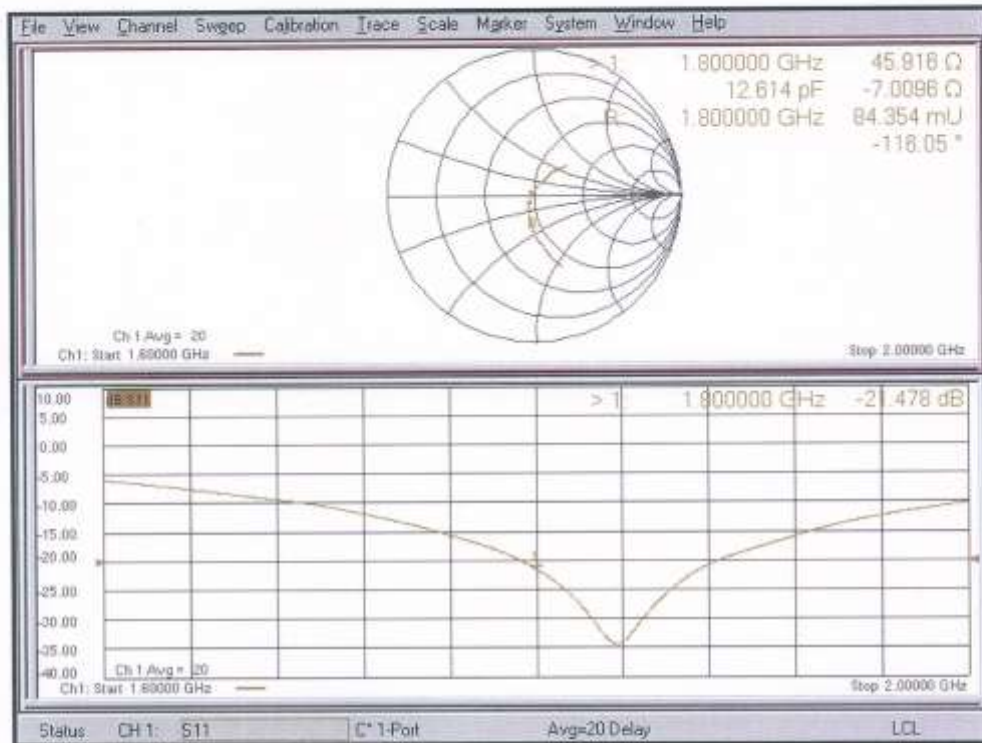 File View Channel Sweep Calibration Trace Scale Marker System Window Help
> 1 1.800000 GHz 45.916 Ω
12.614 pF -7.0096 Ω
R: 1.800000 GHz 84.354 mU
-116.05 °
Ch 1 Avg = 20
Ch1: Start 1.60000 GHz
Stop 2.00000 GHz
10.00
> 1 1.800000 GHz -21.478 dB
5.00
0.00
-5.00
-10.00
-15.00
-20.00
1
-25.00
-30.00
-35.00
-40.00
Ch 1 Avg = 20
Ch1: Start 1.60000 GHz
Stop 2.00000 GHz
Status CH 1: S11 C* 1-Port Avg=20 Delay LCL